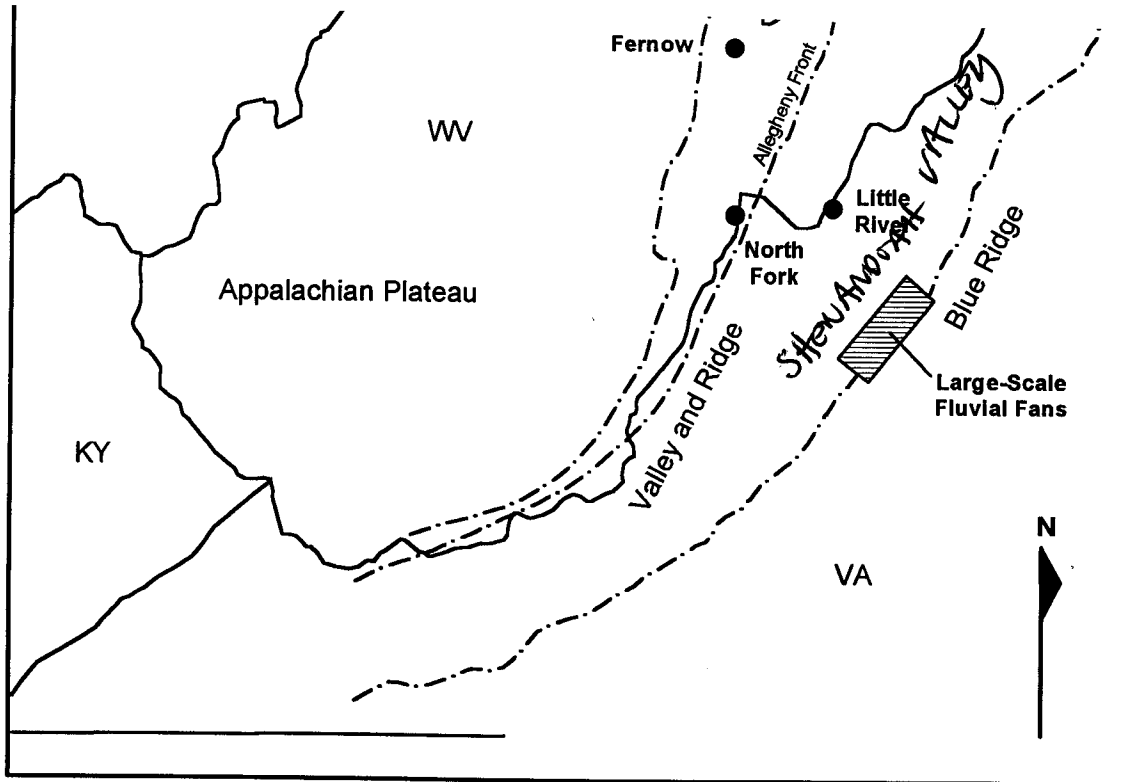 Fernow
Allegheny Front
WV
SHENANDOAH VALLEY
Little
River
North
Fork
Appalachian Plateau
Blue Ridge
Valley and Ridge
Large-Scale
Fluvial Fans
KY
N
VA